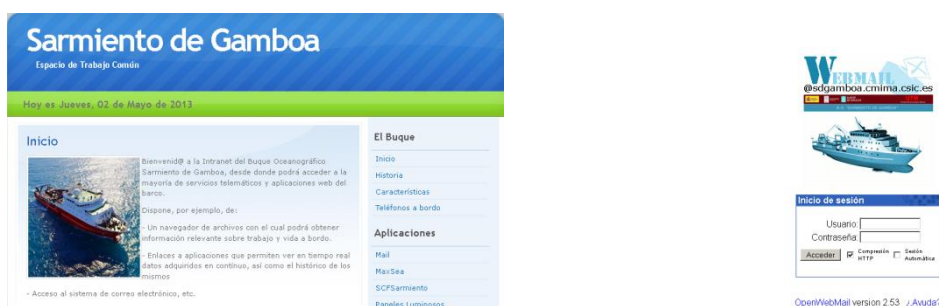 Sarmiento de Gamboa
Espacio de Trabajo Común
Hoy es Jueves, 02 de Mayo de 2013
Inicio
Bienvenid@ a la Intranet del Buque Oceanográfico
Sarmiento de Gamboa, desde donde podrá acceder a la
mayoría de servicios telemáticos y aplicaciones web del
barco.
Dispone, por ejemplo, de:
- Un navegador de archivos con el cual podrá obtener
información relevante sobre trabajo y vida a bordo.
- Enlaces a aplicaciones que permiten ver en tiempo real
datos adquiridos en contínuo, así como el histórico de los
mismos
- Acceso al sistema de correo electrónico, etc.
El Buque
Inicio
Historia
Características
Teléfonos a bordo
Aplicaciones
Mail
MaxSea
SCFSarmiento
Paneles Luminosos
WEBMAIL
@sdgamboa.cmima.csic.es
Inicio de sesión
Usuario:
Contraseña:
Acceder
Compresión HTTP
Sesión Automática
OpenWebMail version 2.53 ¿Ayuda?